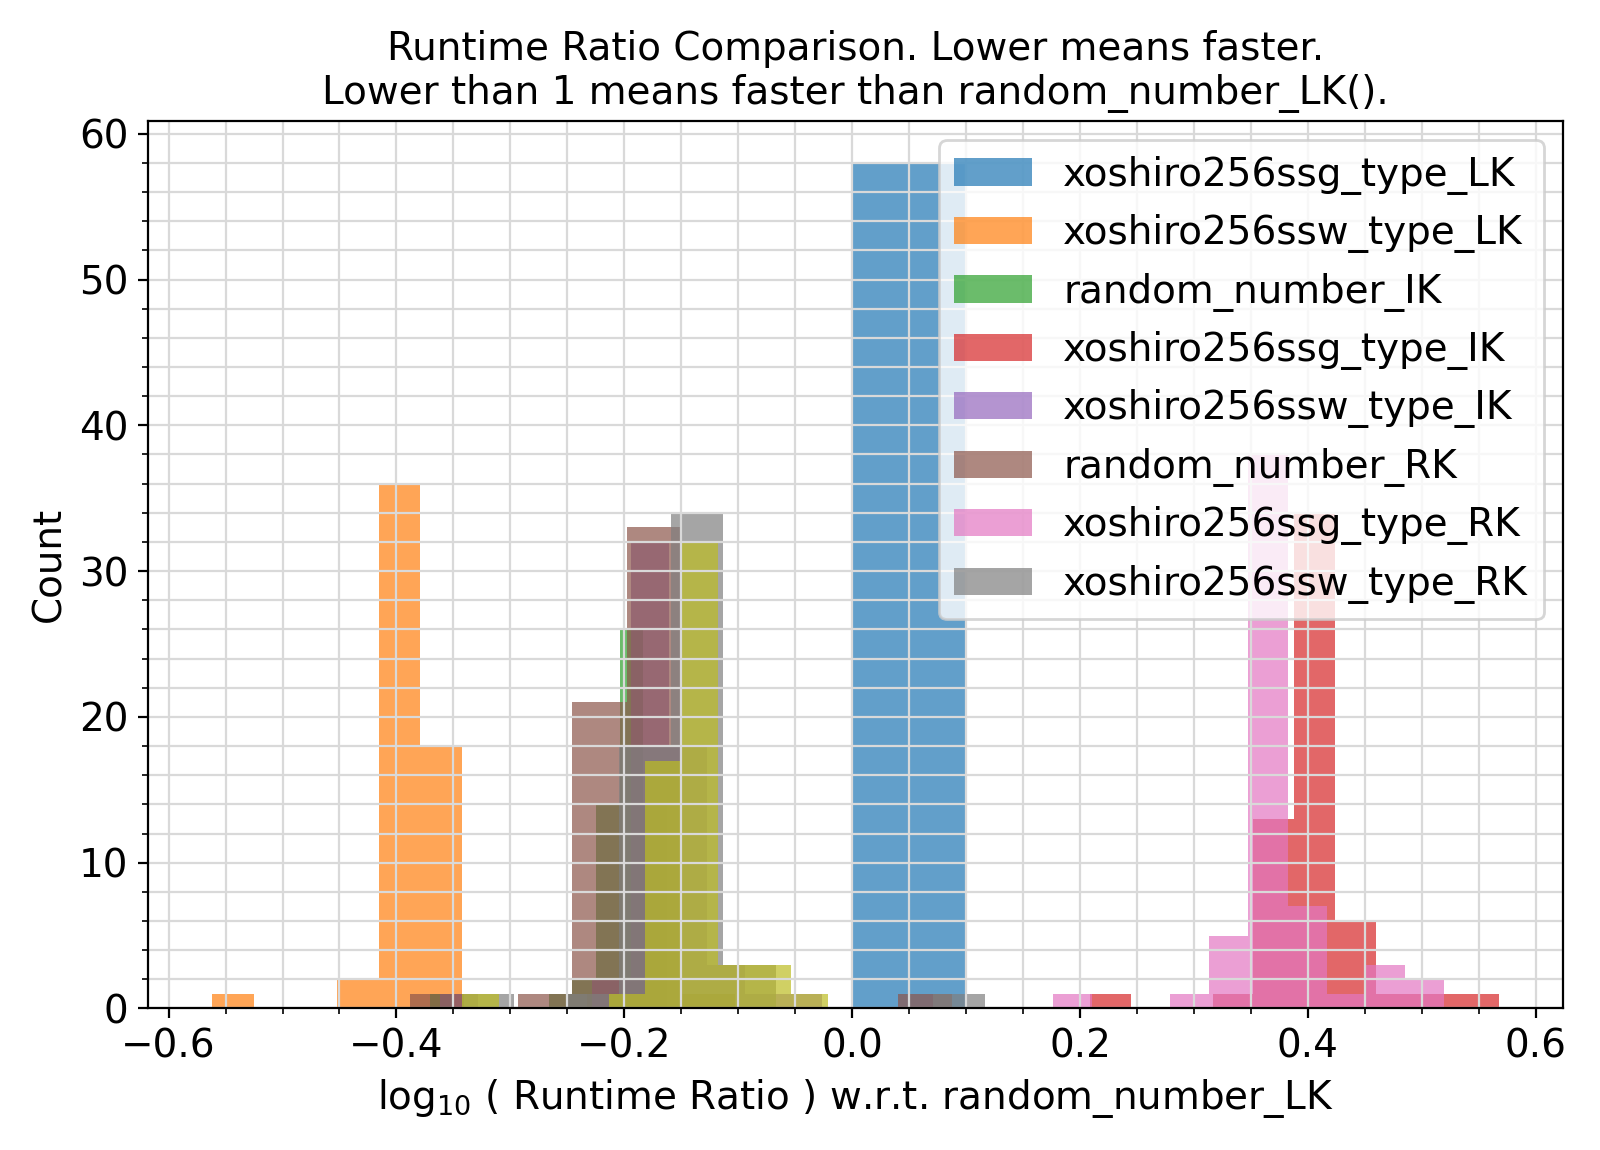 Runtime Ratio Comparison. Lower means faster.
Lower than 1 means faster than random_number_LK().
60
50
40
30
20
10
0
Count
xoshiro256ssg_type_LK
xoshiro256ssw_type_LK
random_number_IK
xoshiro256ssg_type_IK
xoshiro256ssw_type_IK
random_number_RK
xoshiro256ssg_type_RK
xoshiro256ssw_type_RK
−0.6 −0.4 −0.2 0.0 0.2 0.4 0.6
log₁₀ ( Runtime Ratio ) w.r.t. random_number_LK